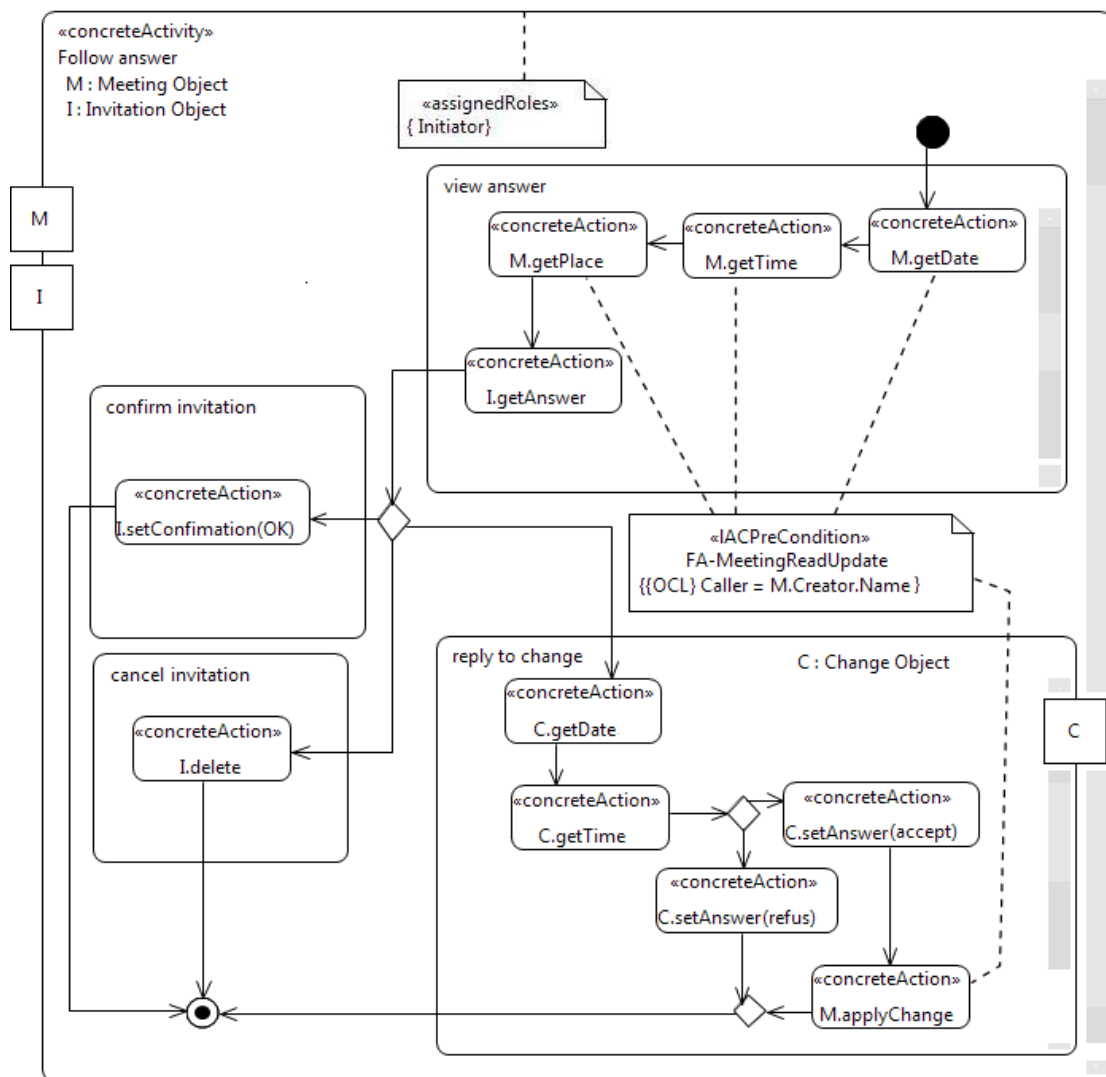 «concreteActivity»
Follow answer
M : Meeting Object
I : Invitation Object
«assignedRoles»
{ Initiator}
M
I
view answer
«concreteAction»
M.getPlace
«concreteAction»
M.getTime
«concreteAction»
M.getDate
«concreteAction»
I.getAnswer
confirm invitation
«concreteAction»
I.setConfimation(OK)
«IACPreCondition»
FA-MeetingReadUpdate
{{OCL} Caller = M.Creator.Name }
cancel invitation
«concreteAction»
I.delete
reply to change
C : Change Object
C
«concreteAction»
C.getDate
«concreteAction»
C.getTime
«concreteAction»
C.setAnswer(accept)
«concreteAction»
C.setAnswer(refus)
«concreteAction»
M.applyChange